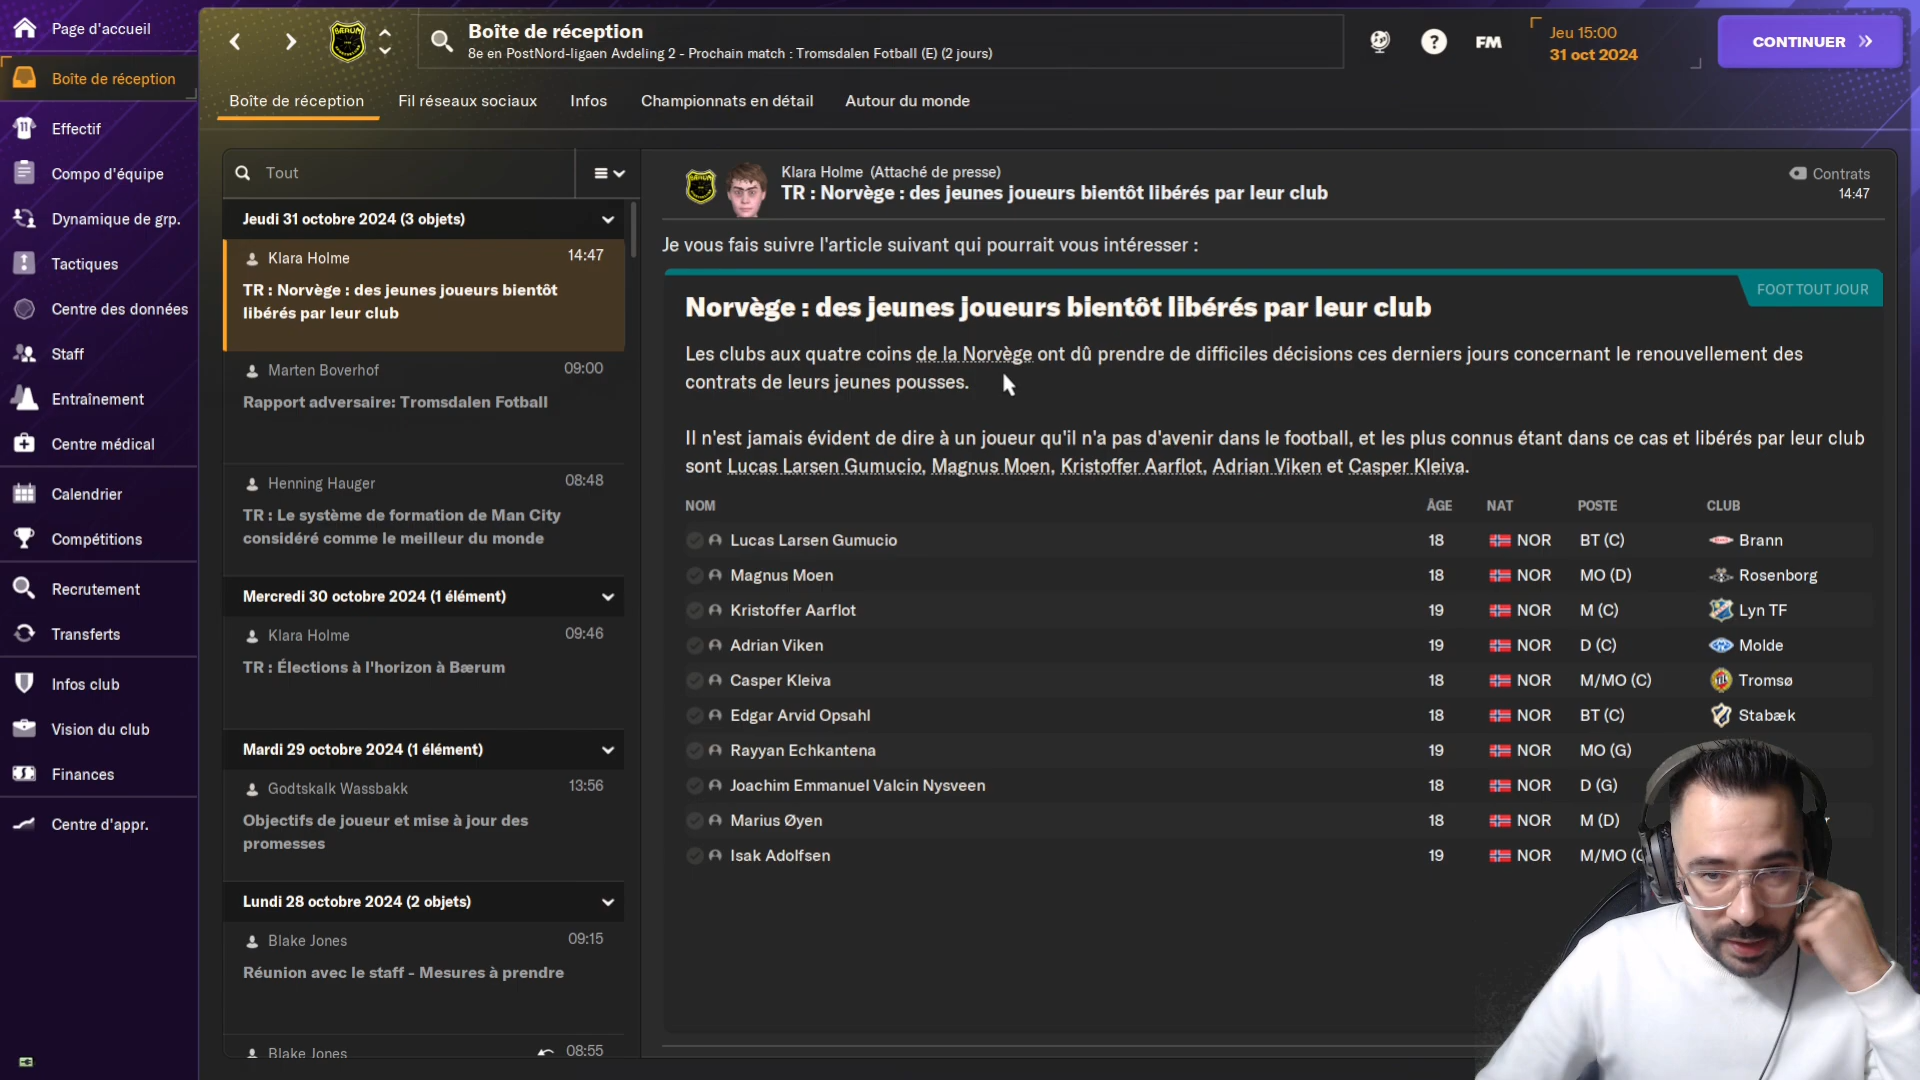 Page d'accueil
Boîte de réception
Effectif
Compo d'équipe
Dynamique de grp.
Tactiques
Centre des données
Staff
Entraînement
Centre médical
Calendrier
Compétitions
Recrutement
Transferts
Infos club
Vision du club
Finances
Centre d'appr.
BÆRUM
Boîte de réception
8e en PostNord-ligaen Avdeling 2 - Prochain match : Tromsdalen Fotball (E) (2 jours)
?
FM
Jeu 15:00
31 oct 2024
CONTINUER
Boîte de réception
Fil réseaux sociaux
Infos
Championnats en détail
Autour du monde
Tout
Jeudi 31 octobre 2024 (3 objets)
Klara Holme 14:47
TR : Norvège : des jeunes joueurs bientôt
libérés par leur club
Marten Boverhof 09:00
Rapport adversaire: Tromsdalen Fotball
Henning Hauger 08:48
TR : Le système de formation de Man City
considéré comme le meilleur du monde
Mercredi 30 octobre 2024 (1 élément)
Klara Holme 09:46
TR : Élections à l'horizon à Bærum
Mardi 29 octobre 2024 (1 élément)
Godtskalk Wassbakk 13:56
Objectifs de joueur et mise à jour des
promesses
Lundi 28 octobre 2024 (2 objets)
Blake Jones 09:15
Réunion avec le staff - Mesures à prendre
Blake Jones 08:55
Klara Holme (Attaché de presse)
TR : Norvège : des jeunes joueurs bientôt libérés par leur club
Contrats
14:47
Je vous fais suivre l'article suivant qui pourrait vous intéresser :
FOOT TOUT JOUR
Norvège : des jeunes joueurs bientôt libérés par leur club
Les clubs aux quatre coins de la Norvège ont dû prendre de difficiles décisions ces derniers jours concernant le renouvellement des
contrats de leurs jeunes pousses.
Il n'est jamais évident de dire à un joueur qu'il n'a pas d'avenir dans le football, et les plus connus étant dans ce cas et libérés par leur club
sont Lucas Larsen Gumucio, Magnus Moen, Kristoffer Aarflot, Adrian Viken et Casper Kleiva.
NOM ÂGE NAT POSTE CLUB
Lucas Larsen Gumucio 18 NOR BT (C) Brann
Magnus Moen 18 NOR MO (D) Rosenborg
Kristoffer Aarflot 19 NOR M (C) Lyn TF
Adrian Viken 19 NOR D (C) Molde
Casper Kleiva 18 NOR M/MO (C) Tromsø
Edgar Arvid Opsahl 18 NOR BT (C) Stabæk
Rayyan Echkantena 19 NOR MO (G)
Joachim Emmanuel Valcin Nysveen 18 NOR D (G)
Marius Øyen 18 NOR M (D)
Isak Adolfsen 19 NOR M/MO